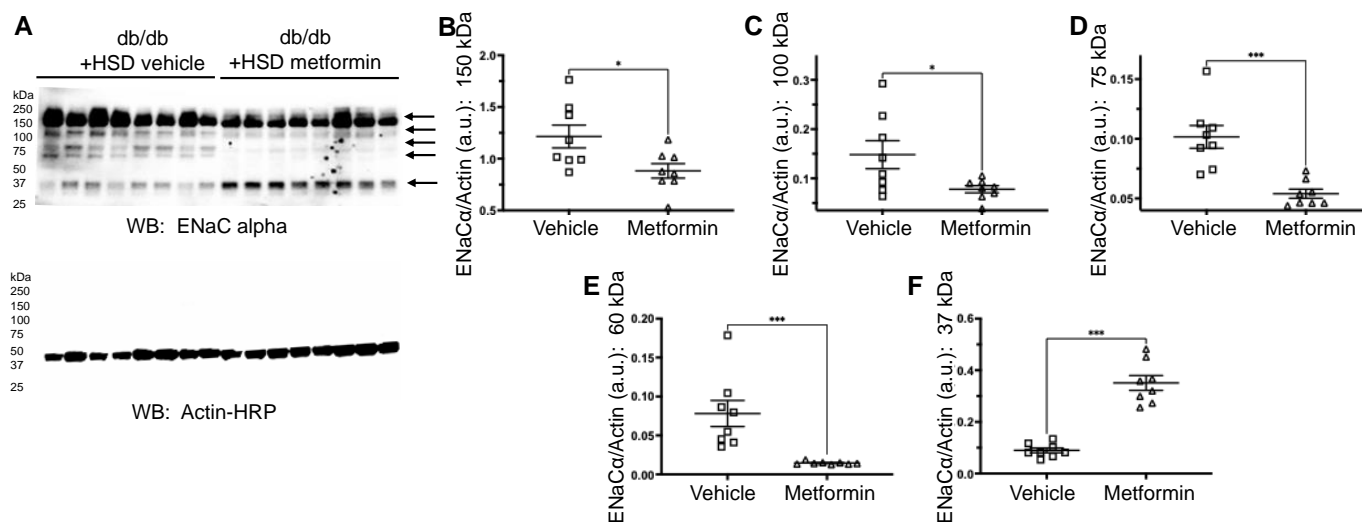 A
db/db
+HSD vehicle
db/db
+HSD metformin
kDa
250
150
100
75
50
37
25
WB: ENaC alpha
kDa
250
150
100
75
50
37
25
WB: Actin-HRP
B
ENaCα/Actin (a.u.): 150 kDa
2.0
1.5
1.0
0.5
*
Vehicle
Metformin
C
ENaCα/Actin (a.u.): 100 kDa
0.3
0.2
0.1
*
Vehicle
Metformin
D
ENaCα/Actin (a.u.): 75 kDa
0.15
0.10
0.05
***
Vehicle
Metformin
E
ENaCα/Actin (a.u.): 60 kDa
0.20
0.15
0.10
0.05
0.00
***
Vehicle
Metformin
F
ENaCα/Actin (a.u.): 37 kDa
0.6
0.4
0.2
0.0
***
Vehicle
Metformin